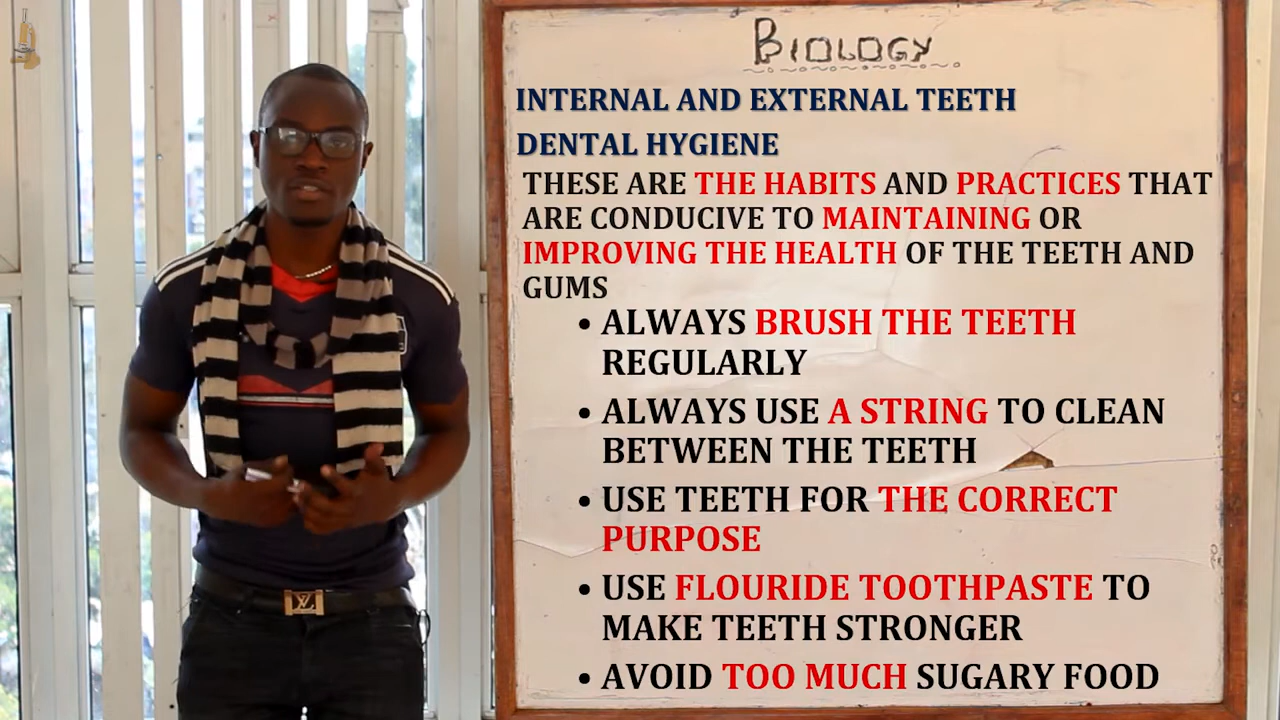 BIOLOGY
INTERNAL AND EXTERNAL TEETH
DENTAL HYGIENE
THESE ARE THE HABITS AND PRACTICES THAT
ARE CONDUCIVE TO MAINTAINING OR
IMPROVING THE HEALTH OF THE TEETH AND
GUMS
• ALWAYS BRUSH THE TEETH
REGULARLY
• ALWAYS USE A STRING TO CLEAN
BETWEEN THE TEETH
• USE TEETH FOR THE CORRECT
PURPOSE
• USE FLOURIDE TOOTHPASTE TO
MAKE TEETH STRONGER
• AVOID TOO MUCH SUGARY FOOD